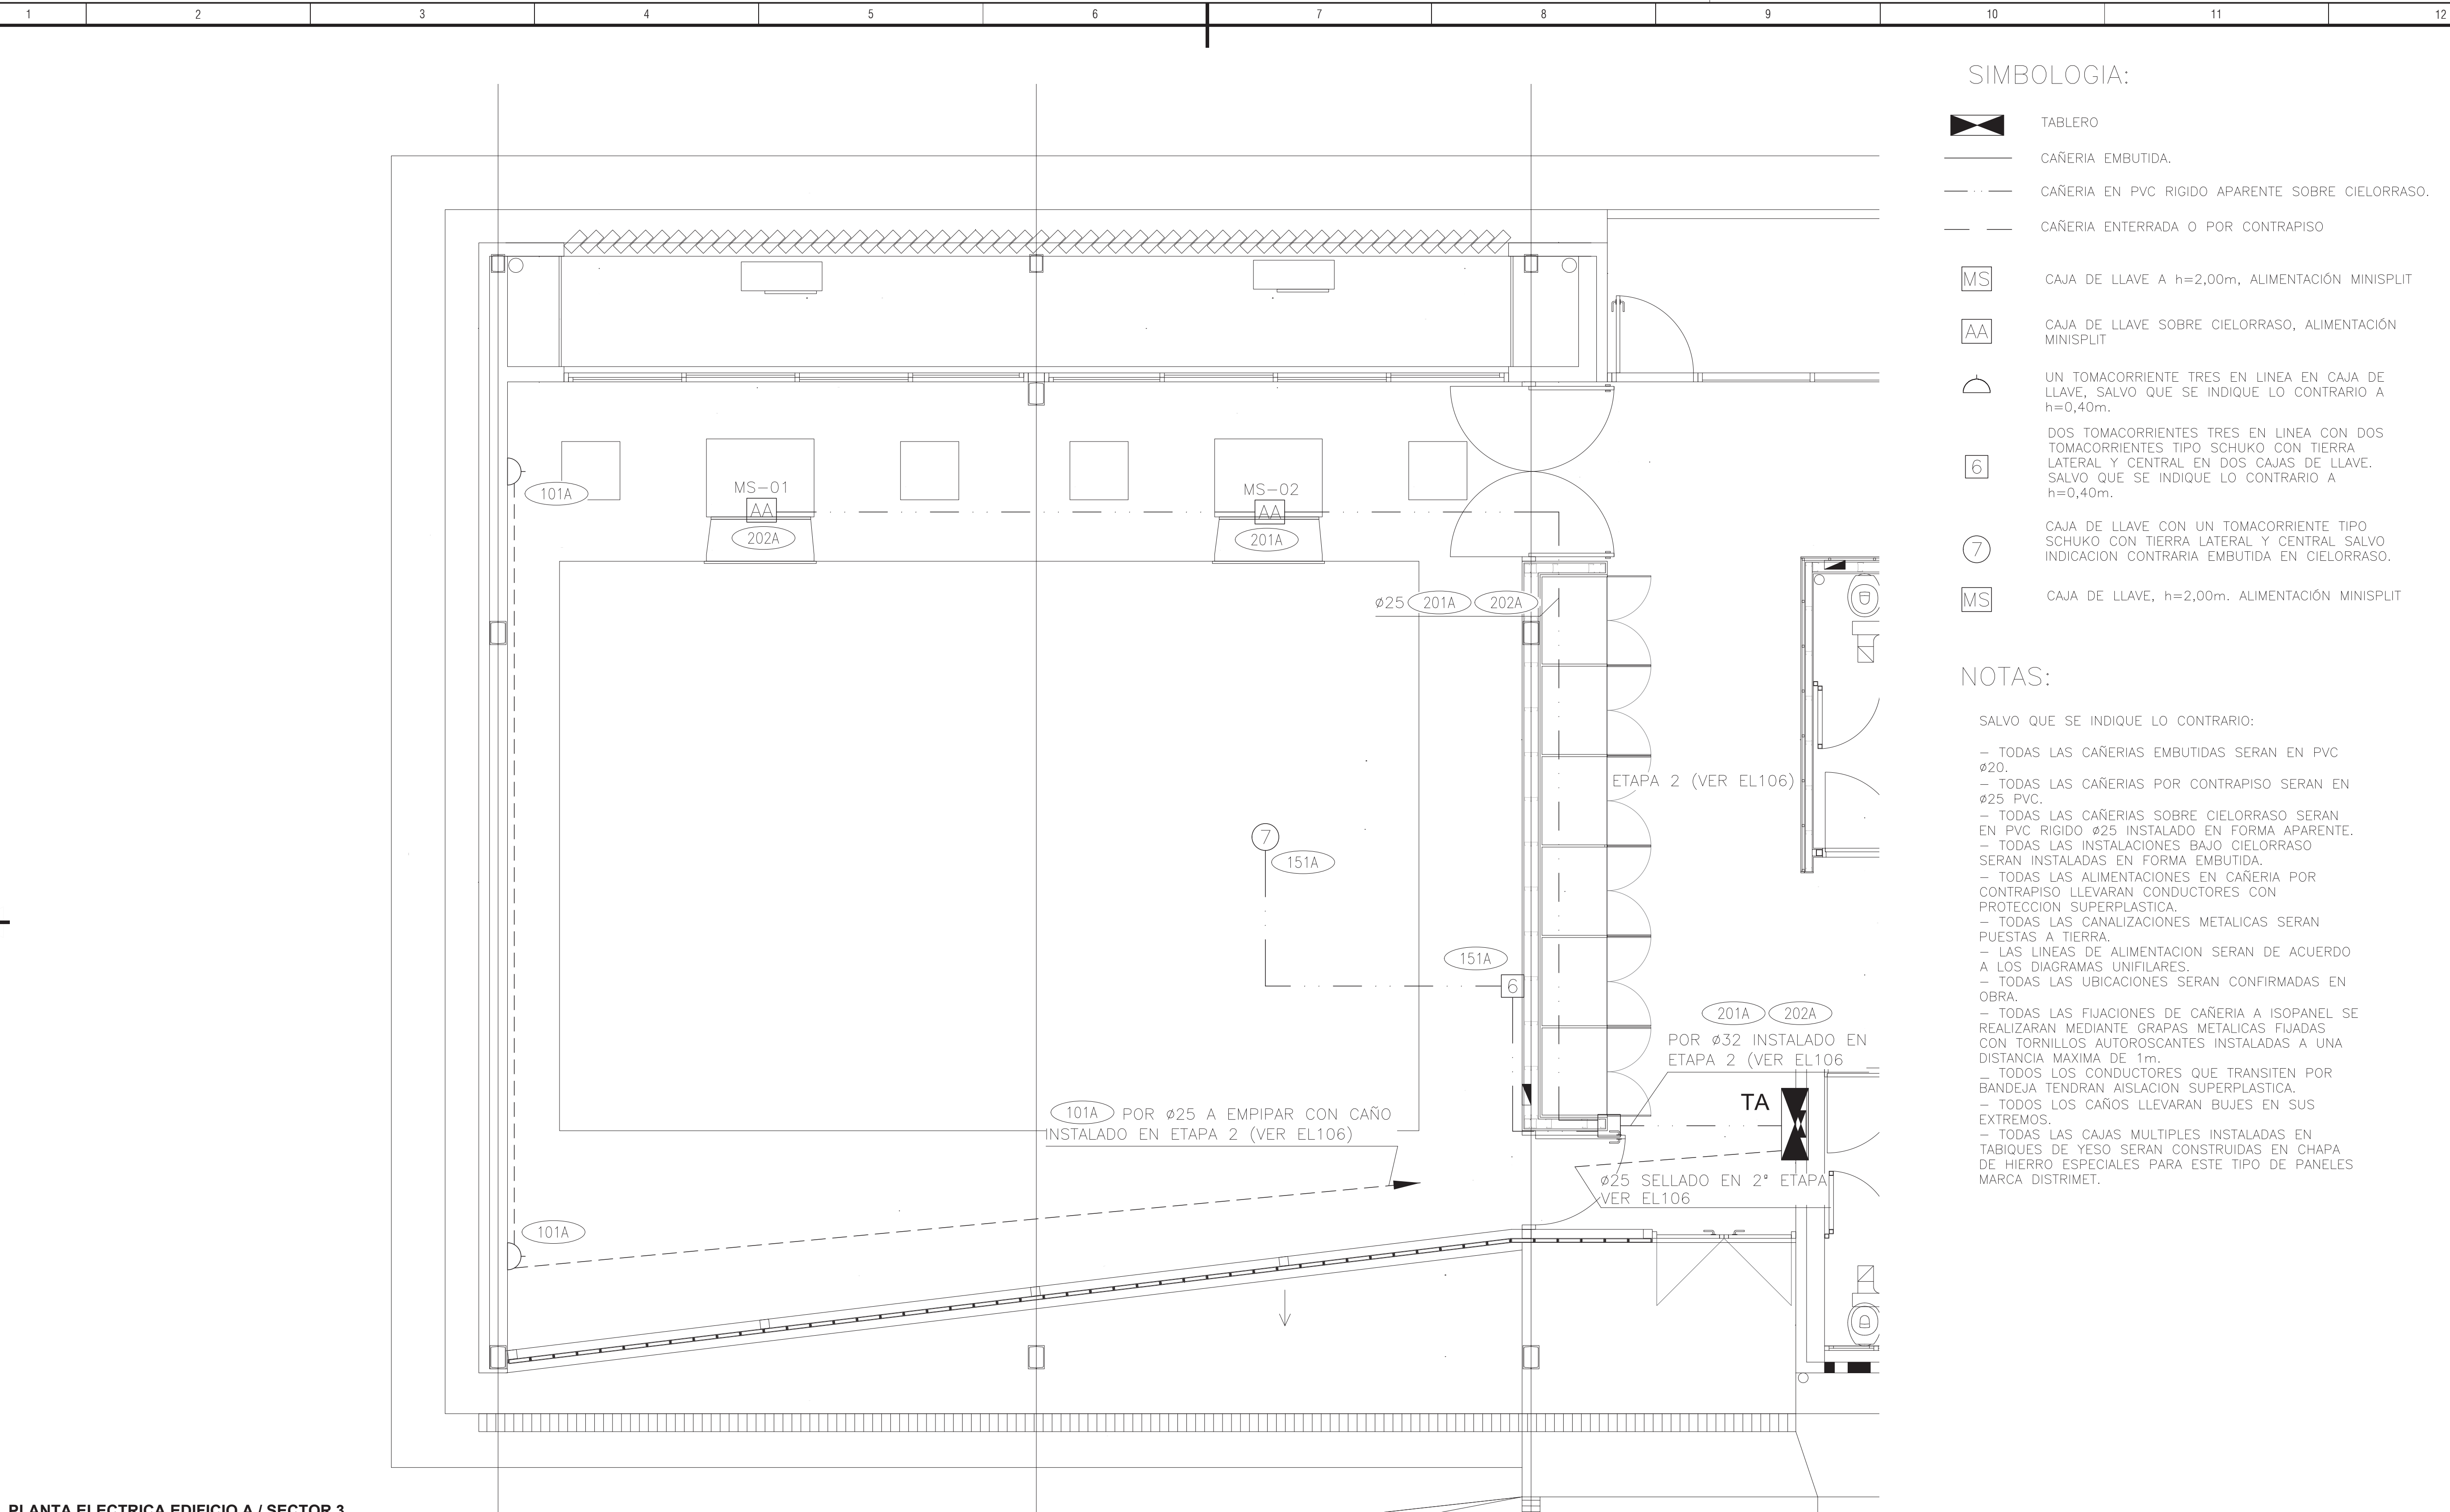 1 2 3 4 5 6 7 8 9 10 11 12
SIMBOLOGIA:
TABLERO
CAÑERIA EMBUTIDA.
CAÑERIA EN PVC RIGIDO APARENTE SOBRE CIELORRASO.
CAÑERIA ENTERRADA O POR CONTRAPISO
MS
CAJA DE LLAVE A h=2,00m, ALIMENTACIÓN MINISPLIT
AA
CAJA DE LLAVE SOBRE CIELORRASO, ALIMENTACIÓN
MINISPLIT
UN TOMACORRIENTE TRES EN LINEA EN CAJA DE
LLAVE, SALVO QUE SE INDIQUE LO CONTRARIO A
h=0,40m.
6
DOS TOMACORRIENTES TRES EN LINEA CON DOS
TOMACORRIENTES TIPO SCHUKO CON TIERRA
LATERAL Y CENTRAL EN DOS CAJAS DE LLAVE.
SALVO QUE SE INDIQUE LO CONTRARIO A
h=0,40m.
7
CAJA DE LLAVE CON UN TOMACORRIENTE TIPO
SCHUKO CON TIERRA LATERAL Y CENTRAL SALVO
INDICACION CONTRARIA EMBUTIDA EN CIELORRASO.
MS
CAJA DE LLAVE, h=2,00m. ALIMENTACIÓN MINISPLIT
NOTAS:
SALVO QUE SE INDIQUE LO CONTRARIO:
– TODAS LAS CAÑERIAS EMBUTIDAS SERAN EN PVC
ø20.
– TODAS LAS CAÑERIAS POR CONTRAPISO SERAN EN
ø25 PVC.
– TODAS LAS CAÑERIAS SOBRE CIELORRASO SERAN
EN PVC RIGIDO ø25 INSTALADO EN FORMA APARENTE.
– TODAS LAS INSTALACIONES BAJO CIELORRASO
SERAN INSTALADAS EN FORMA EMBUTIDA.
– TODAS LAS ALIMENTACIONES EN CAÑERIA POR
CONTRAPISO LLEVARAN CONDUCTORES CON
PROTECCION SUPERPLASTICA.
– TODAS LAS CANALIZACIONES METALICAS SERAN
PUESTAS A TIERRA.
– LAS LINEAS DE ALIMENTACION SERAN DE ACUERDO
A LOS DIAGRAMAS UNIFILARES.
– TODAS LAS UBICACIONES SERAN CONFIRMADAS EN
OBRA.
– TODAS LAS FIJACIONES DE CAÑERIA A ISOPANEL SE
REALIZARAN MEDIANTE GRAPAS METALICAS FIJADAS
CON TORNILLOS AUTOROSCANTES INSTALADAS A UNA
DISTANCIA MAXIMA DE 1m.
_ TODOS LOS CONDUCTORES QUE TRANSITEN POR
BANDEJA TENDRAN AISLACION SUPERPLASTICA.
– TODOS LOS CAÑOS LLEVARAN BUJES EN SUS
EXTREMOS.
– TODAS LAS CAJAS MULTIPLES INSTALADAS EN
TABIQUES DE YESO SERAN CONSTRUIDAS EN CHAPA
DE HIERRO ESPECIALES PARA ESTE TIPO DE PANELES
MARCA DISTRIMET.
101A
MS–01
AA
202A
MS–02
AA
201A
ø25 201A 202A
ETAPA 2 (VER EL106)
7
151A
151A
6
201A 202A
POR ø32 INSTALADO EN
ETAPA 2 (VER EL106
TA
101A POR ø25 A EMPIPAR CON CAÑO
INSTALADO EN ETAPA 2 (VER EL106)
ø25 SELLADO EN 2ª ETAPA
VER EL106
101A
PLANTA ELECTRICA EDIFICIO A / SECTOR 3